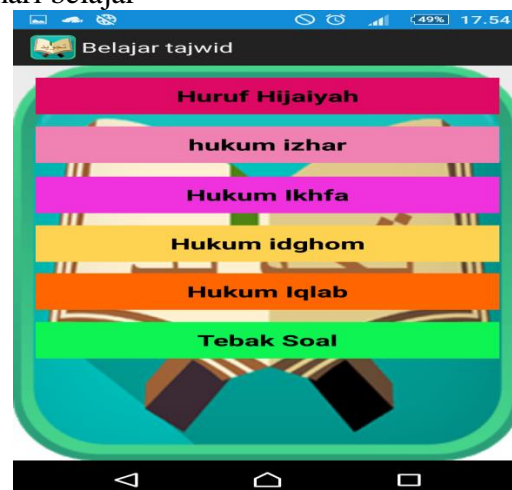 49% 17.54
Belajar tajwid
Huruf Hijaiyah
hukum izhar
Hukum Ikhfa
Hukum idghom
Hukum Iqlab
Tebak Soal